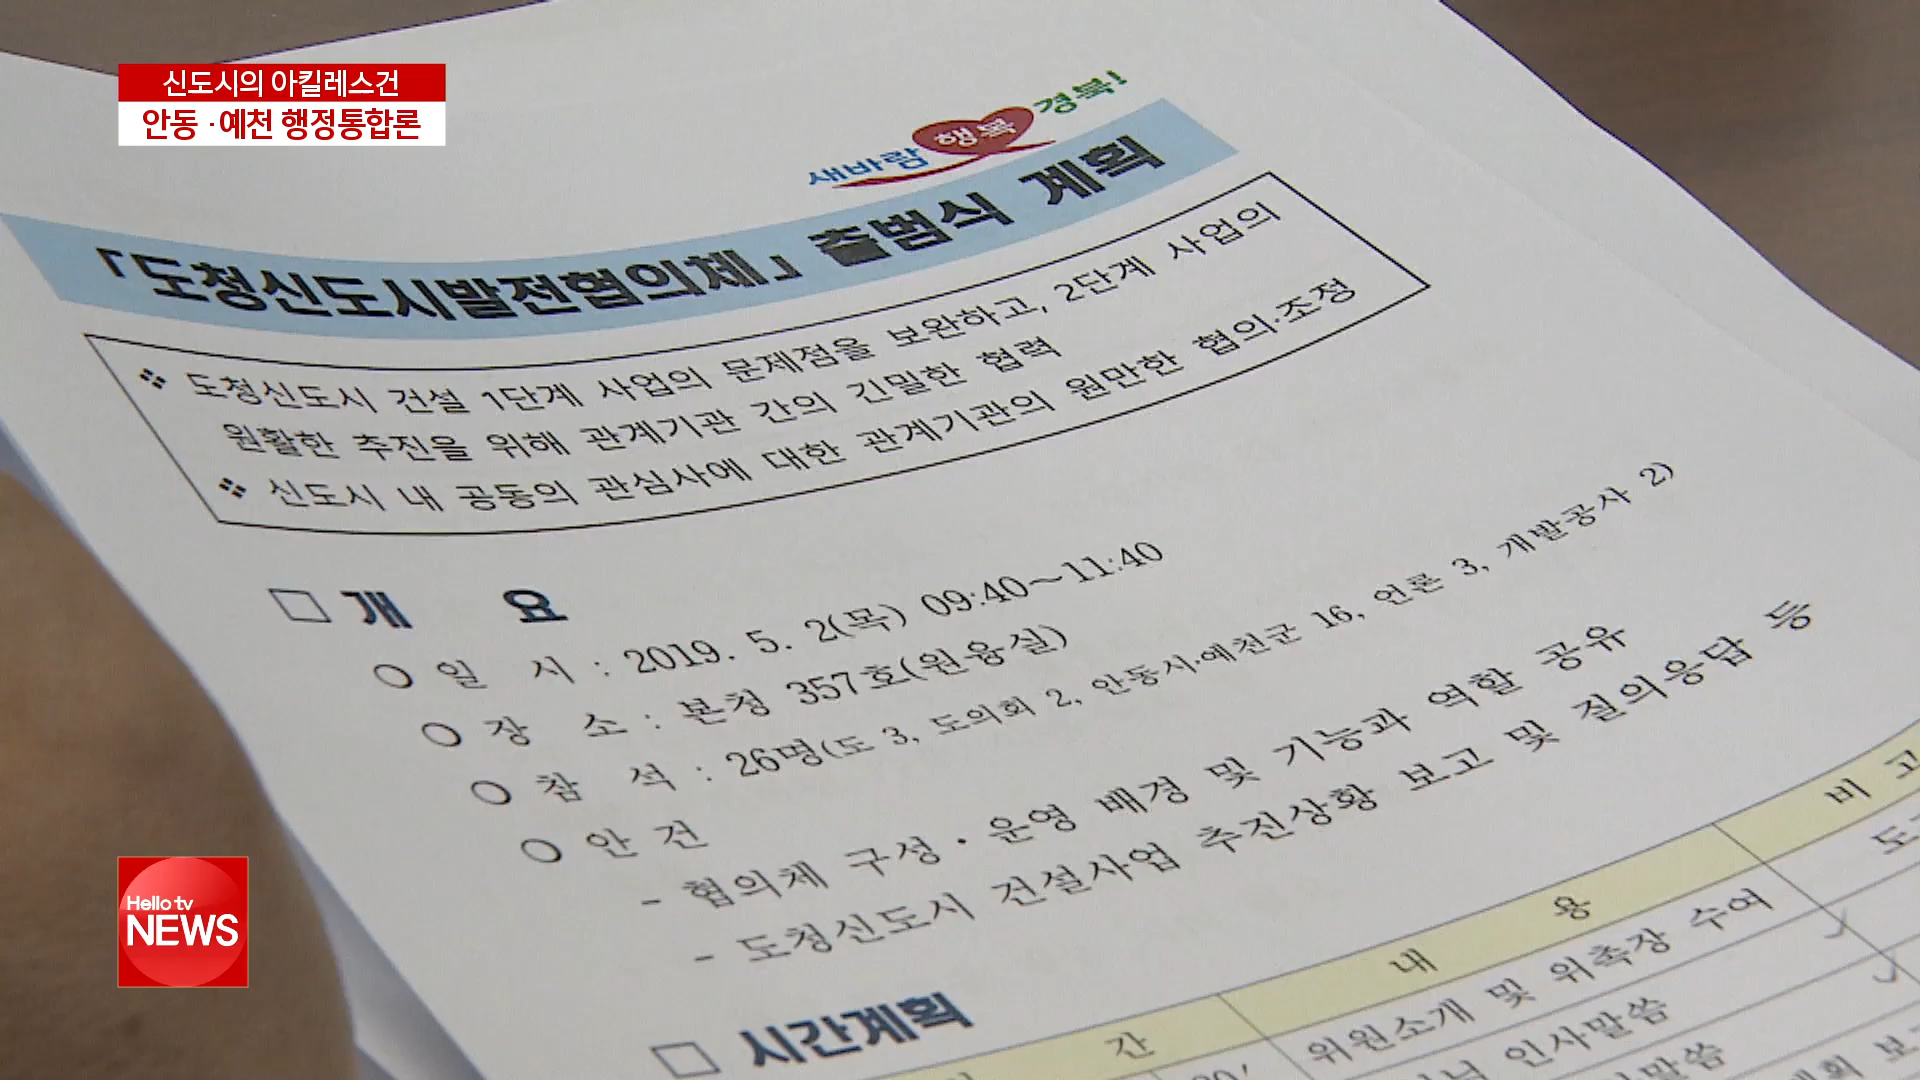 신도시의 아킬레스건
안동·예천 행정통합론
새바람 행복 경북!
「도청신도시발전협의체」 출범식 계획
❖ 도청신도시 건설 1단계 사업의 문제점을 보완하고, 2단계 사업의
원활한 추진을 위해 관계기관 간의 긴밀한 협력
❖ 신도시 내 공동의 관심사에 대한 관계기관의 원만한 협의·조정
□ 개 요
○ 일 시 : 2019. 5. 2(목) 09:40~11:40
○ 장 소 : 본청 357호(원융실)
○ 참 석 : 26명(도 3, 도의회 2, 안동시·예천군 16, 언론 3, 개발공사 2)
○ 안 건
- 협의체 구성·운영 배경 및 기능과 역할 공유
- 도청신도시 건설사업 추진상황 보고 및 질의응답 등
□ 시간계획
간 내 용 비 고
위원소개 및 위촉장 수여
인사말씀
Hello tv
NEWS